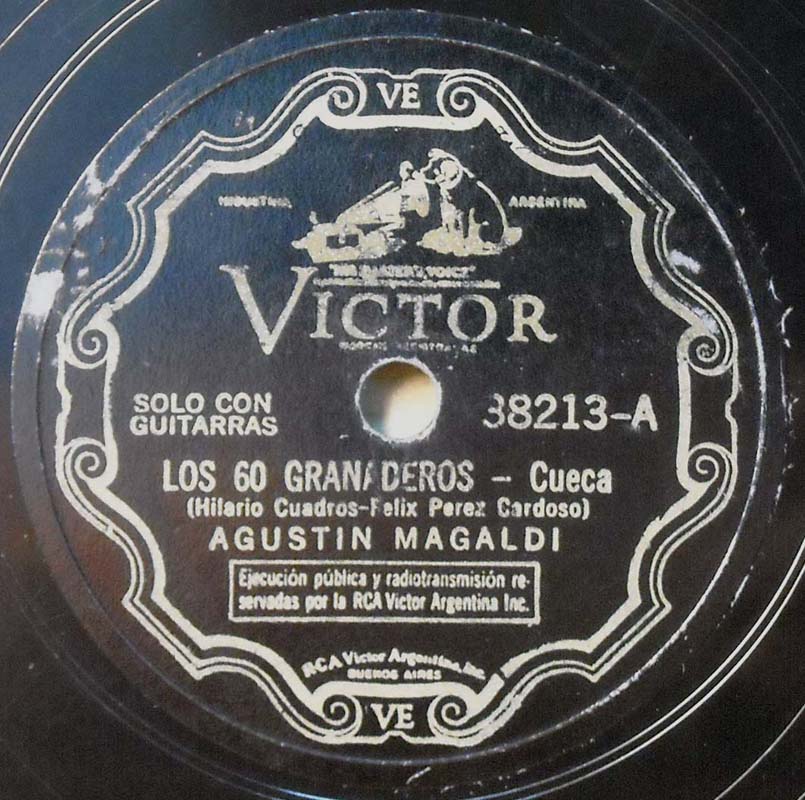 VE
INDUSTRIA ARGENTINA
"HIS MASTER'S VOICE"
VICTOR
SOLO CON
GUITARRAS
38213-A
LOS 60 GRANADEROS – Cueca
(Hilario Cuadros-Felix Perez Cardoso)
AGUSTIN MAGALDI
Ejecución pública y radiotransmisión re-
servadas por la RCA Victor Argentina Inc.
RCA Victor Argentina, Inc.
BUENOS AIRES
VE